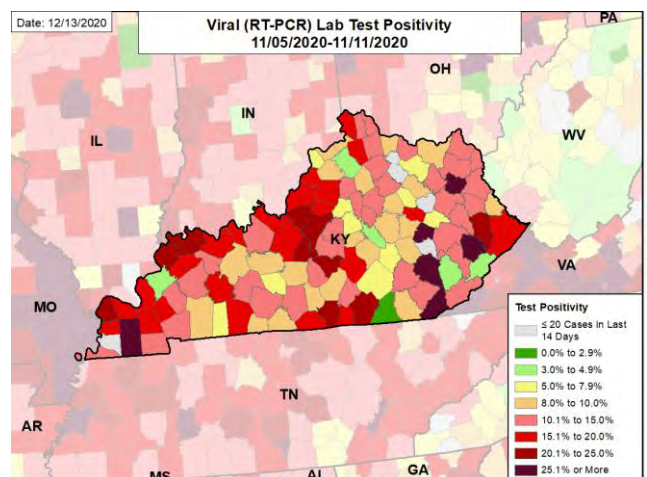 Date: 12/13/2020
Viral (RT-PCR) Lab Test Positivity
11/05/2020-11/11/2020
PA
OH
IN
IL
WV
KY
VA
MO
TN
AR
MS
AL
GA
Test Positivity
≤ 20 Cases in Last
14 Days
0.0% to 2.9%
3.0% to 4.9%
5.0% to 7.9%
8.0% to 10.0%
10.1% to 15.0%
15.1% to 20.0%
20.1% to 25.0%
25.1% or More